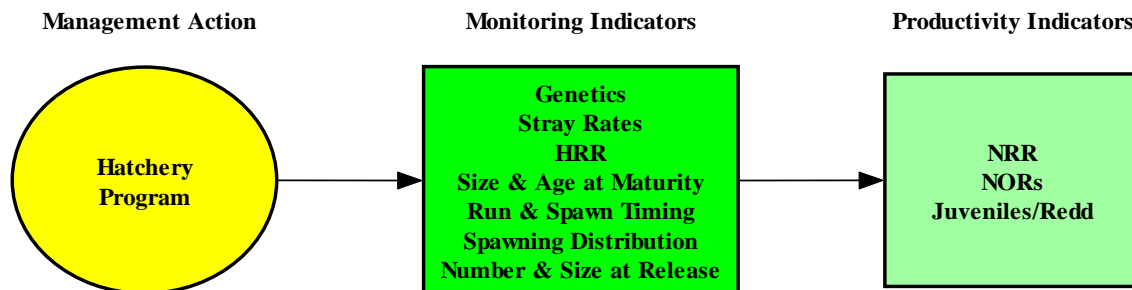 Management Action
Monitoring Indicators
Productivity Indicators
Hatchery
Program
Genetics
Stray Rates
HRR
Size & Age at Maturity
Run & Spawn Timing
Spawning Distribution
Number & Size at Release
NRR
NORs
Juveniles/Redd